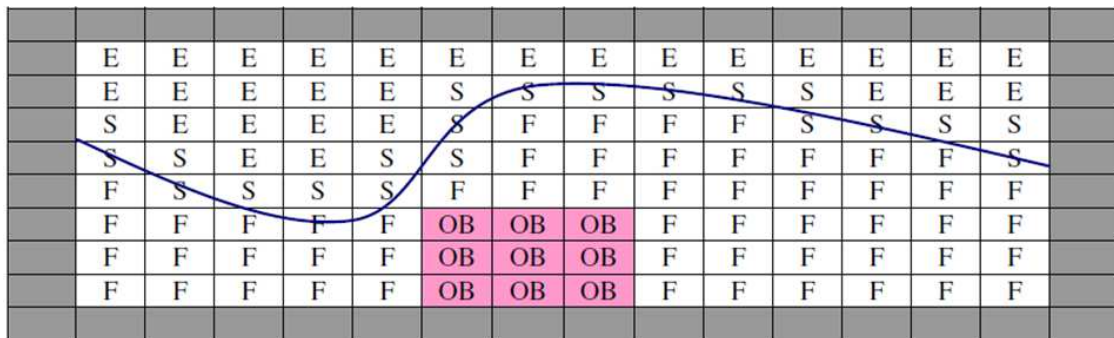 E E E E E E E E E E E E E E
E E E E E S S S S S S E E E
S E E E E S F F F F S S S S
S S E E S S F F F F F F F S
F S S S S F F F F F F F F F
F F F F F OB OB OB F F F F F F
F F F F F OB OB OB F F F F F F
F F F F F OB OB OB F F F F F F